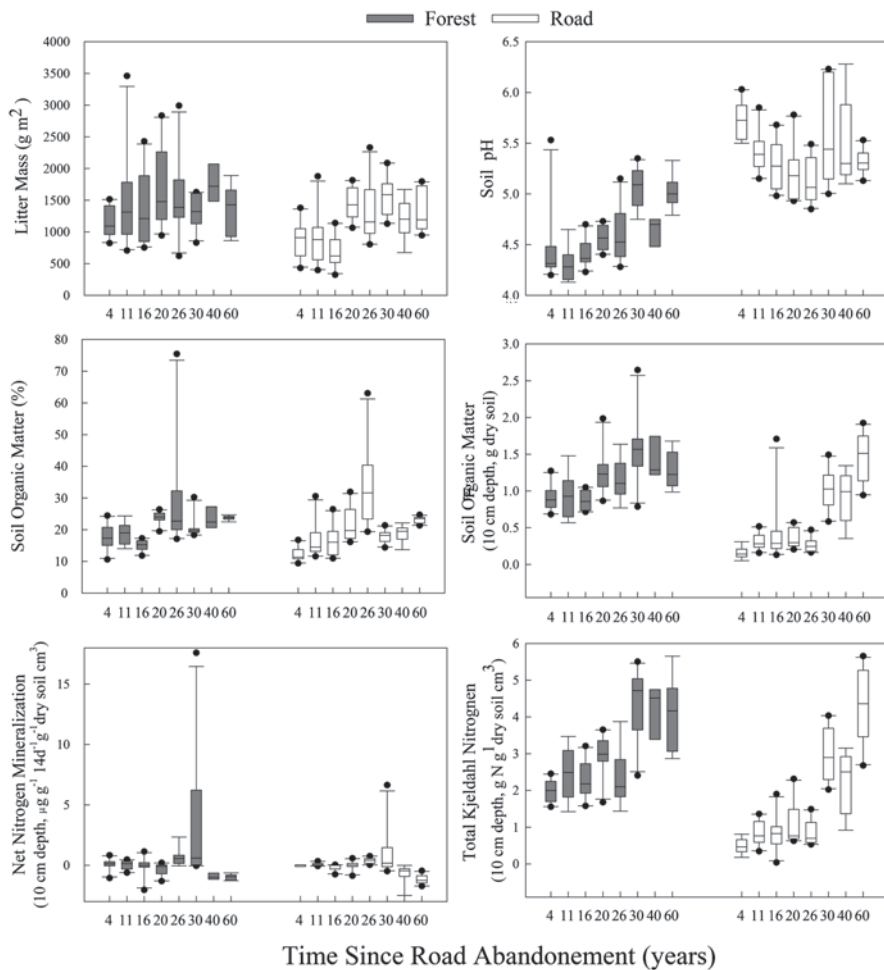 Forest Road
Litter Mass (g m²)
4000
3500
3000
2500
2000
1500
1000
500
0
4 11 16 20 26 30 40 60 4 11 16 20 26 30 40 60
Soil pH
6.5
6.0
5.5
5.0
4.5
4.0
4 11 16 20 26 30 40 60 4 11 16 20 26 30 40 60
Soil Organic Matter (%)
80
70
60
50
40
30
20
10
0
4 11 16 20 26 30 40 60 4 11 16 20 26 30 40 60
Soil Organic Matter
(10 cm depth, g dry soil)
3.0
2.5
2.0
1.5
1.0
0.5
0.0
4 11 16 20 26 30 40 60 4 11 16 20 26 30 40 60
Net Nitrogen Mineralization
(10 cm depth, µg g⁻¹ 14d⁻¹g⁻¹dry soil cm³)
15
10
5
0
4 11 16 20 26 30 40 60 4 11 16 20 26 30 40 60
Total Kjeldahl Nitrognen
(10 cm depth, g N g¹ dry soil cm³)
6
5
4
3
2
1
0
4 11 16 20 26 30 40 60 4 11 16 20 26 30 40 60
Time Since Road Abandonement (years)